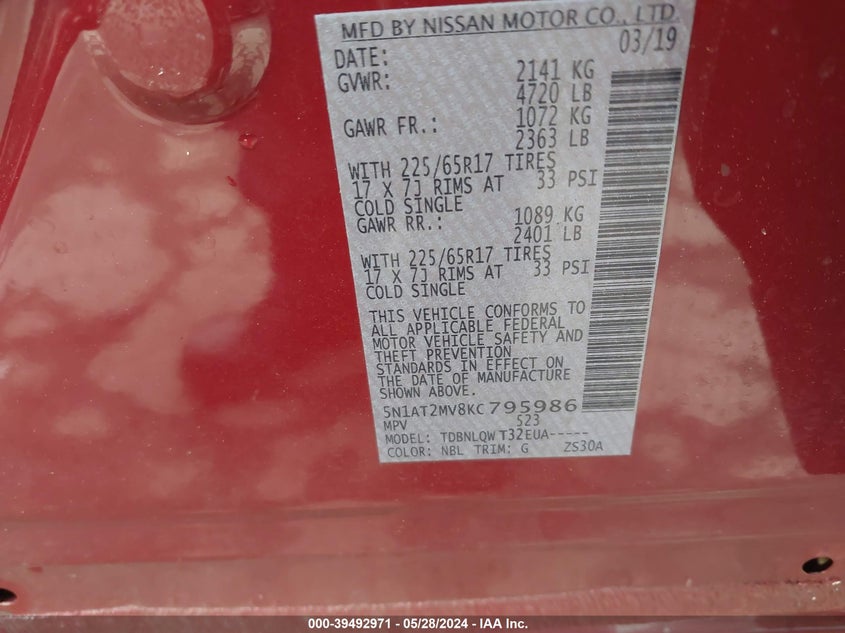 MFD BY NISSAN MOTOR CO., LTD.
DATE: 03/19
GVWR: 2141 KG
4720 LB
GAWR FR.: 1072 KG
2363 LB
WITH 225/65R17 TIRES
17 X 7J RIMS AT 33 PSI
COLD SINGLE
GAWR RR.: 1089 KG
2401 LB
WITH 225/65R17 TIRES
17 X 7J RIMS AT 33 PSI
COLD SINGLE
THIS VEHICLE CONFORMS TO
ALL APPLICABLE FEDERAL
MOTOR VEHICLE SAFETY AND
THEFT PREVENTION
STANDARDS IN EFFECT ON
THE DATE OF MANUFACTURE
SHOWN ABOVE.
5N1AT2MV8KC795986
MPV 523
MODEL: TDBNLQW T32EUA-----
COLOR: NBL TRIM: G ZS30A
000-39492971 - 05/28/2024 - IAA Inc.